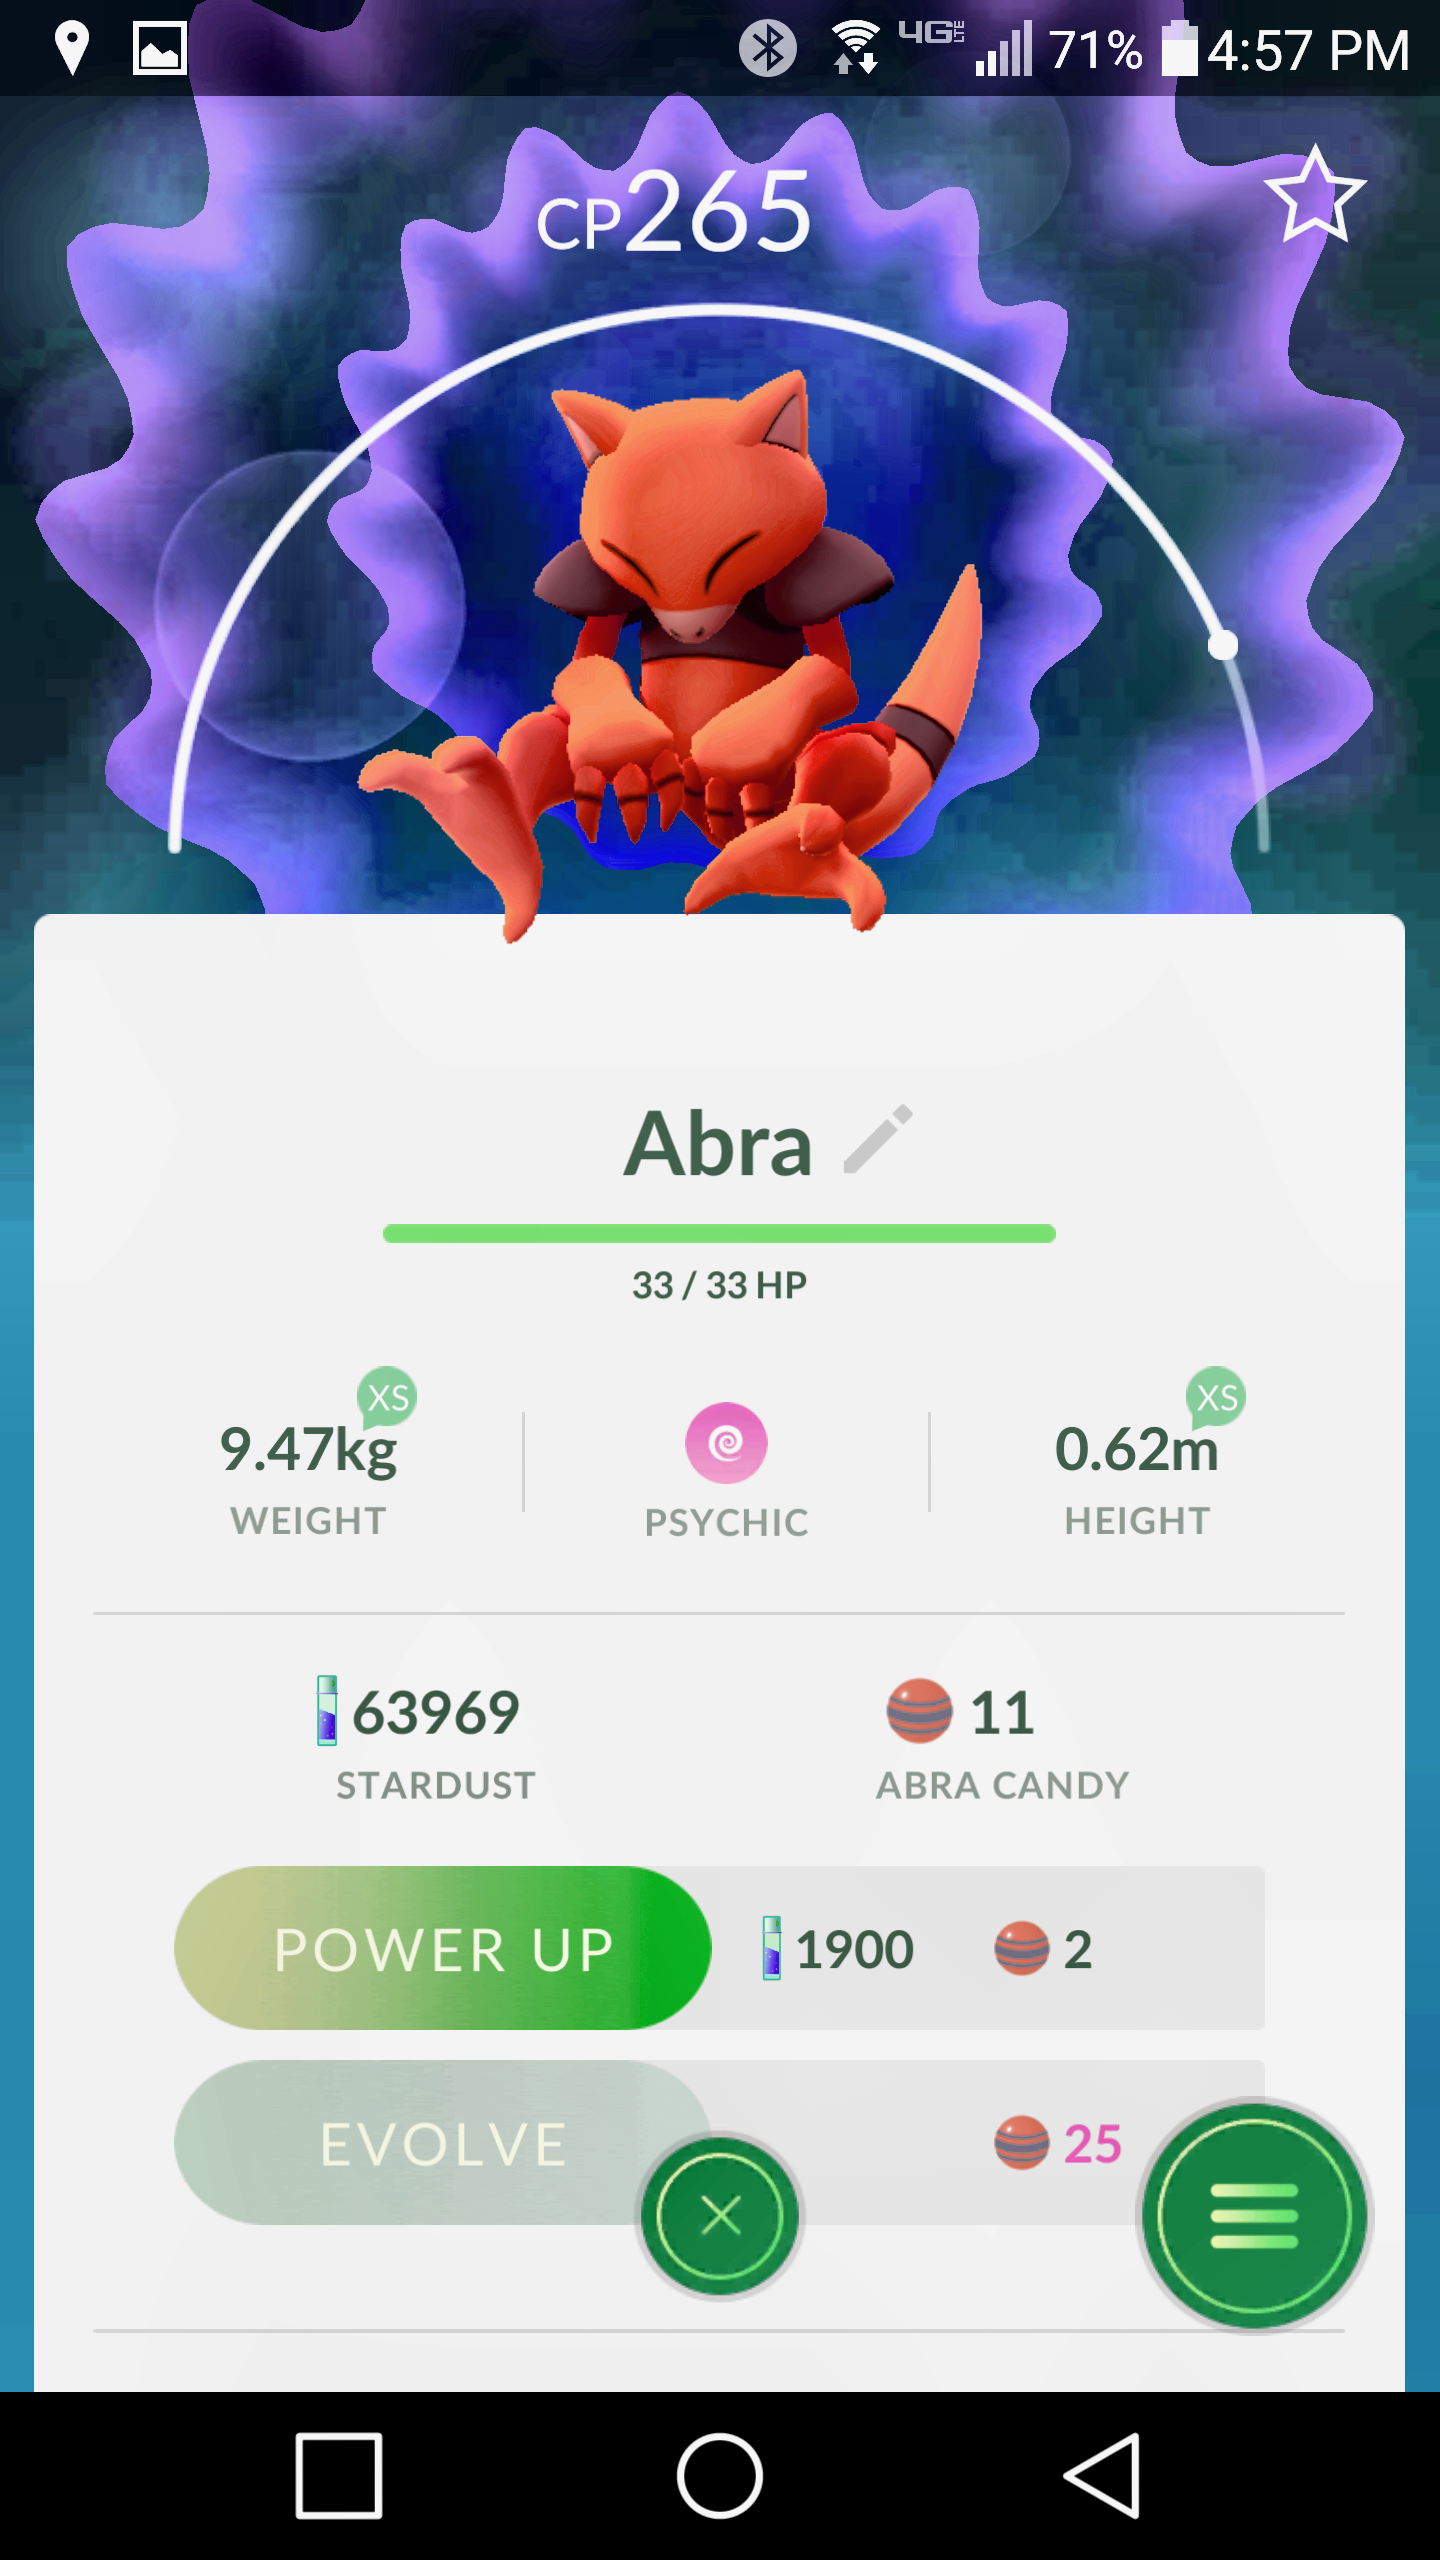 4G LTE 71% 4:57 PM
CP265
Abra
33 / 33 HP
XS XS
9.47kg 0.62m
WEIGHT PSYCHIC HEIGHT
63969 11
STARDUST ABRA CANDY
POWER UP 1900 2
EVOLVE 25